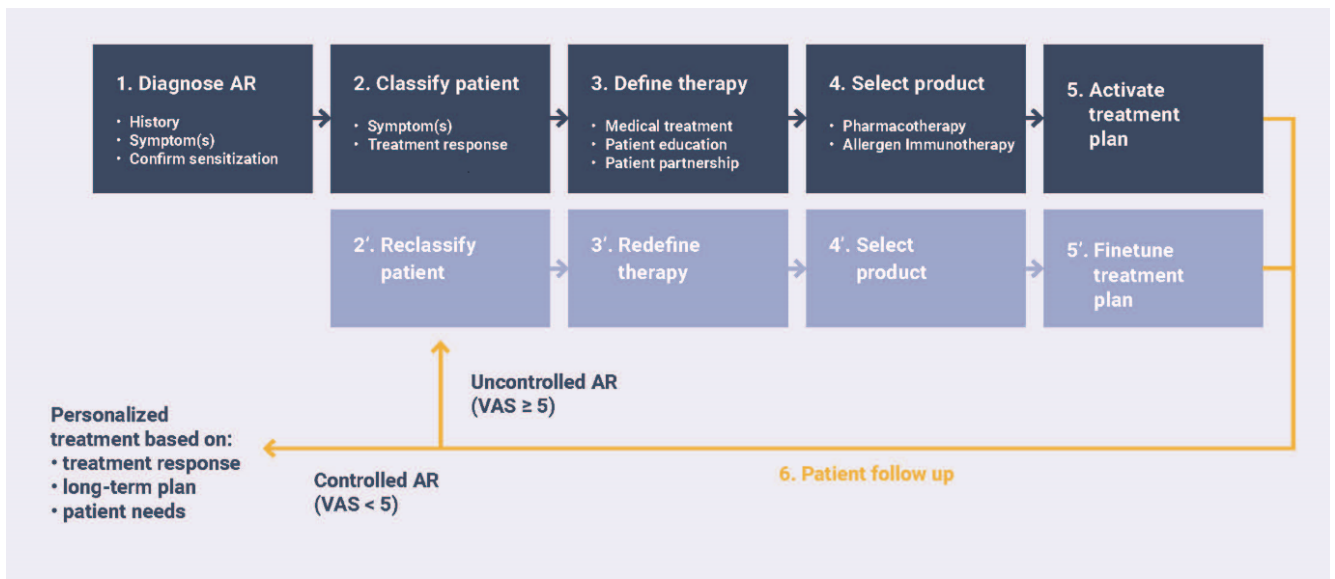 1. Diagnose AR
• History
• Symptom(s)
• Confirm sensitization
2. Classify patient
• Symptom(s)
• Treatment response
3. Define therapy
• Medical treatment
• Patient education
• Patient partnership
4. Select product
• Pharmacotherapy
• Allergen Immunotherapy
5. Activate
treatment
plan
2'. Reclassify
patient
3'. Redefine
therapy
4'. Select
product
5'. Finetune
treatment
plan
Uncontrolled AR
(VAS ≥ 5)
Personalized
treatment based on:
• treatment response
• long-term plan
• patient needs
Controlled AR
(VAS < 5)
6. Patient follow up